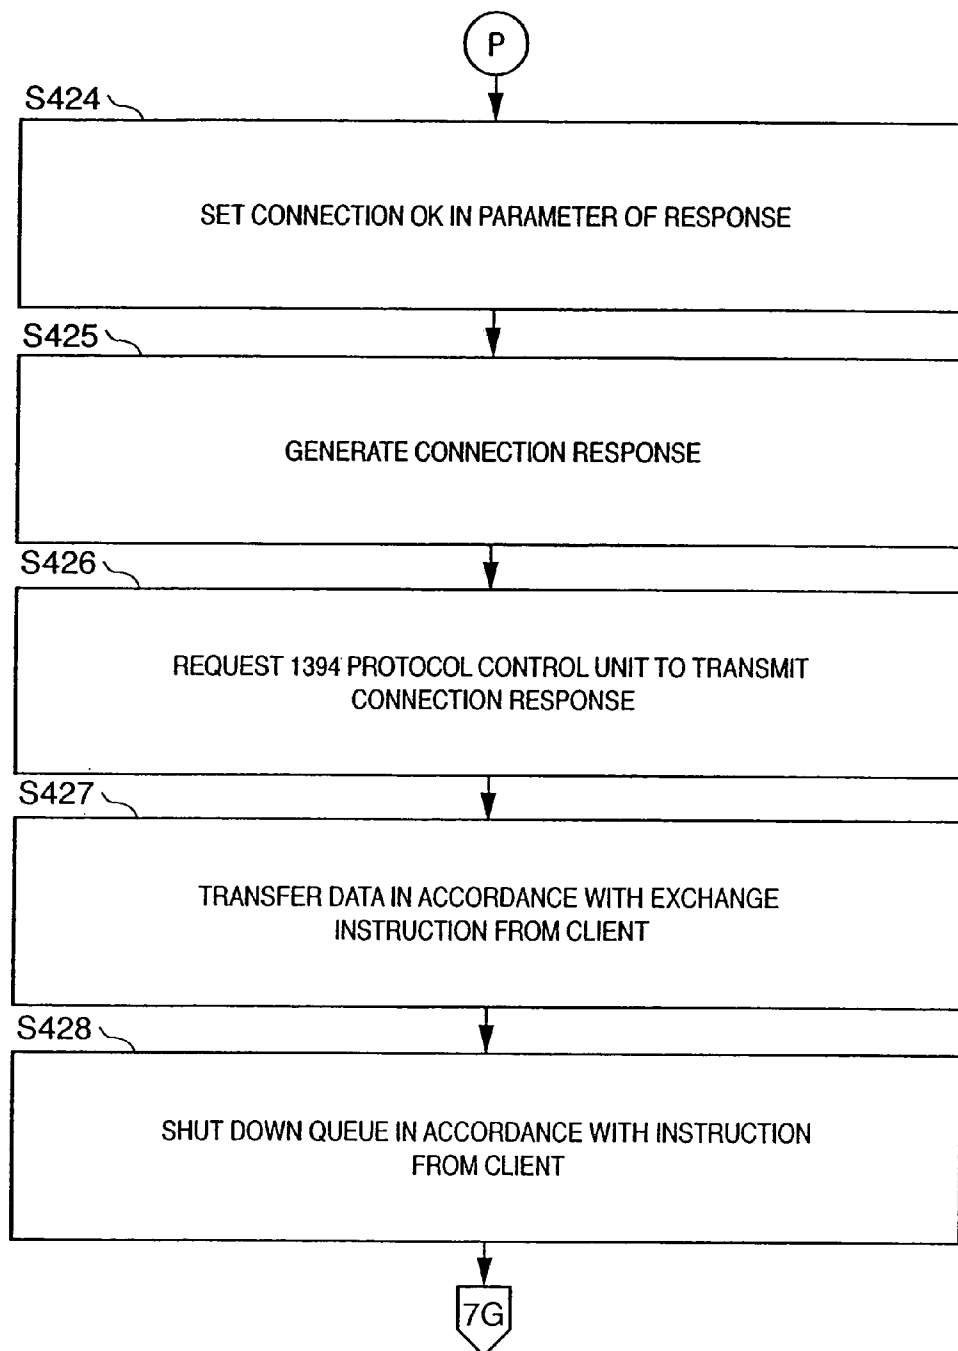 P
S424
SET CONNECTION OK IN PARAMETER OF RESPONSE
S425
GENERATE CONNECTION RESPONSE
S426
REQUEST 1394 PROTOCOL CONTROL UNIT TO TRANSMIT
CONNECTION RESPONSE
S427
TRANSFER DATA IN ACCORDANCE WITH EXCHANGE
INSTRUCTION FROM CLIENT
S428
SHUT DOWN QUEUE IN ACCORDANCE WITH INSTRUCTION
FROM CLIENT
7G